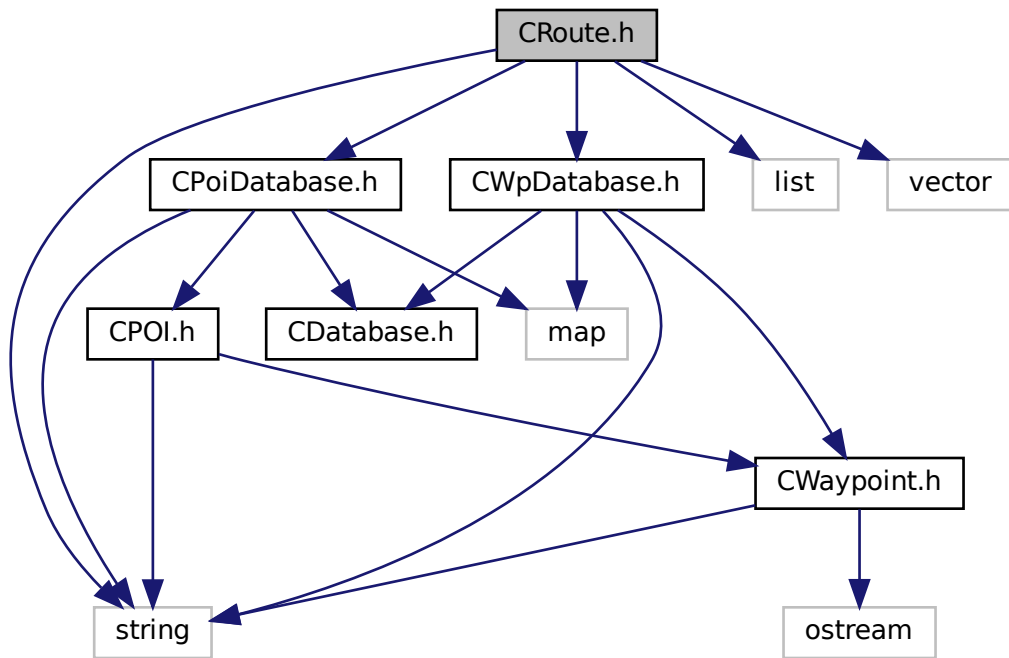 CRoute.h
CPoiDatabase.h
CWpDatabase.h
list
vector
CPOI.h
CDatabase.h
map
CWaypoint.h
string
ostream